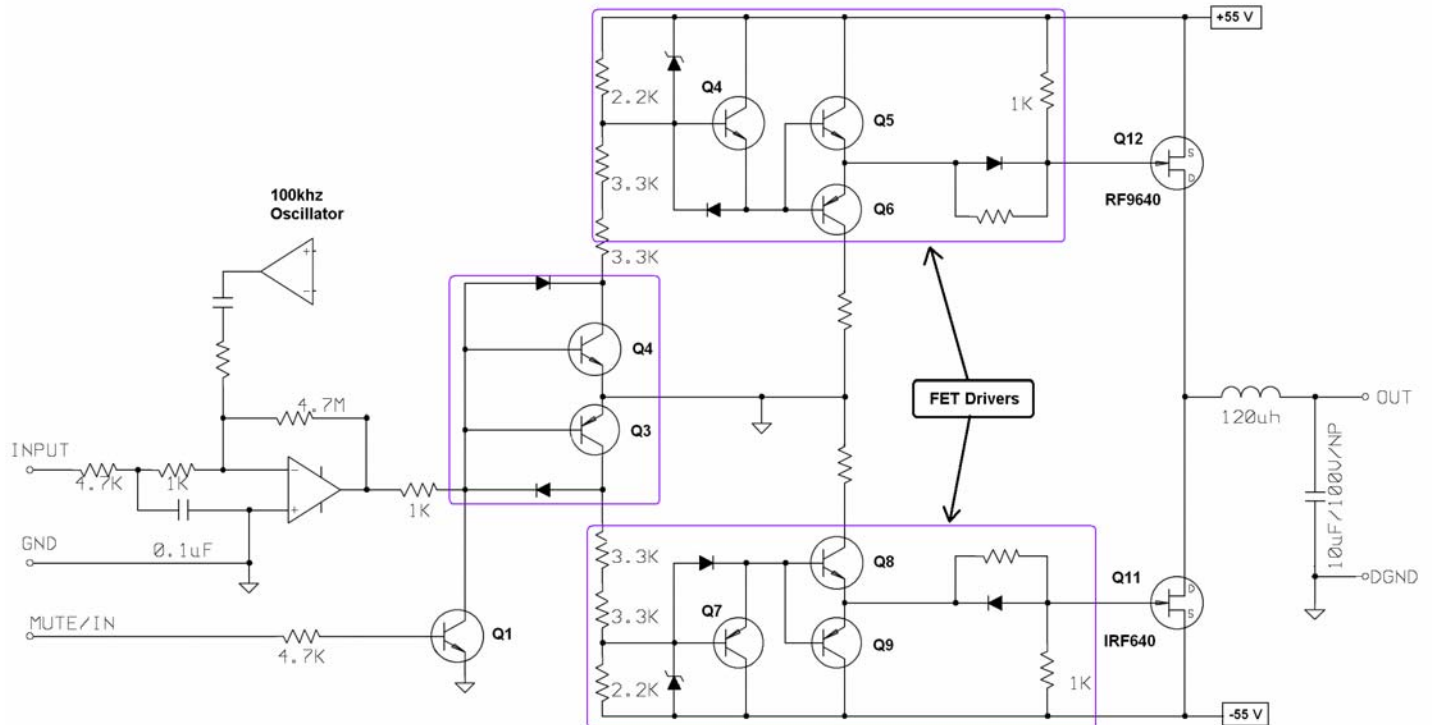 +55 V
2.2K
Q4
Q5
1K
Q12
S
D
3.3K
Q6
RF9640
100khz
Oscillator
3.3K
Q4
FET Drivers
4.7M
Q3
120uh
OUT
INPUT
4.7K
1K
1K
10uF/100V/NP
0.1uF
GND
3.3K
Q8
Q11
D
S
DGND
3.3K
Q7
Q9
IRF640
MUTE/IN
4.7K
Q1
2.2K
1K
-55 V